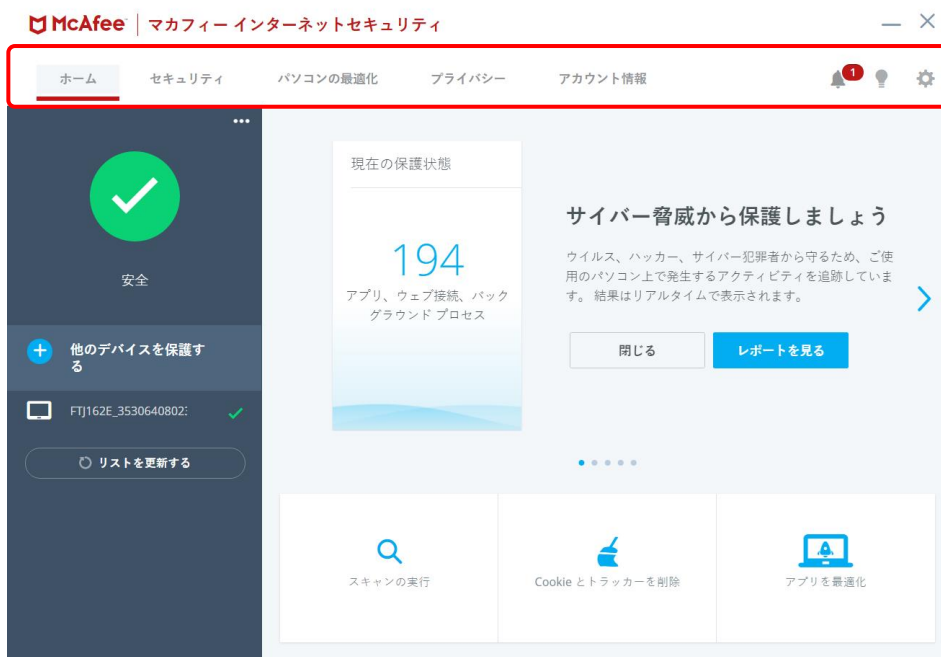 McAfee マカフィー インターネットセキュリティ
ホーム セキュリティ パソコンの最適化 プライバシー アカウント情報 1
現在の保護状態
194
アプリ、ウェブ接続、バック
グラウンド プロセス
サイバー脅威から保護しましょう
ウイルス、ハッカー、サイバー犯罪者から守るため、ご使
用のパソコン上で発生するアクティビティを追跡していま
す。 結果はリアルタイムで表示されます。
閉じる レポートを見る
安全
他のデバイスを保護す
る
FTJ162E_3530640802
リストを更新する
スキャンの実行 Cookie とトラッカーを削除 アプリを最適化